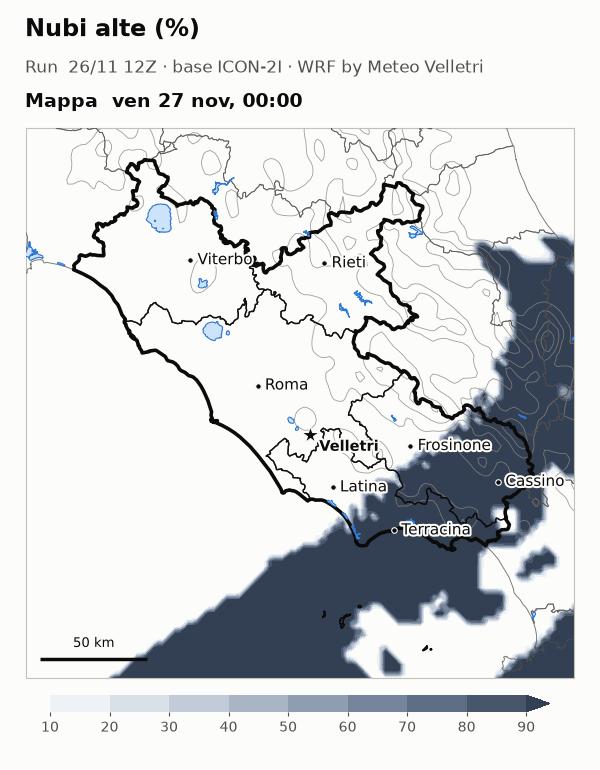 Nubi alte (%)
Run  26/11 12Z · base ICON-2I · WRF by Meteo Velletri
Mappa  ven 27 nov, 00:00
Viterbo
Rieti
Roma
Velletri
Frosinone
Cassino
Latina
Terracina
50 km
10 20 30 40 50 60 70 80 90